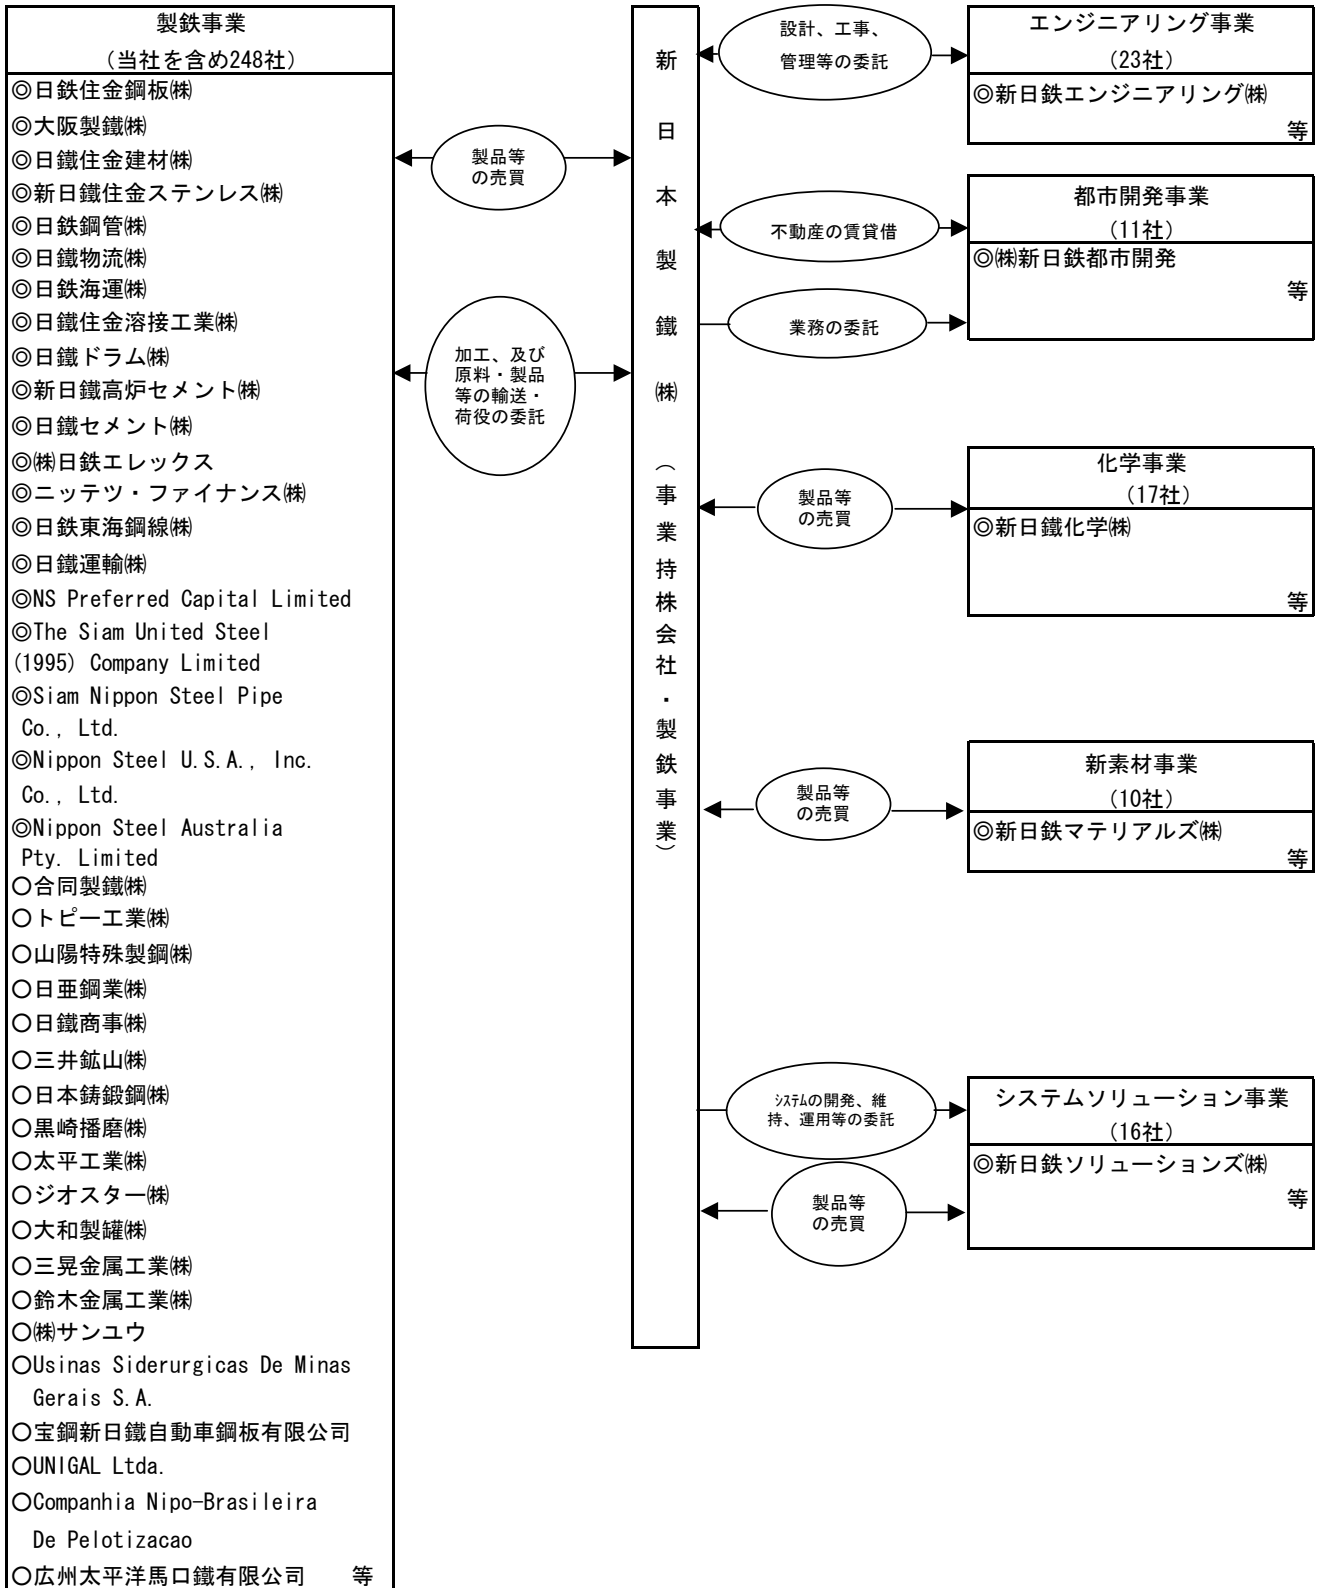 製鉄事業
（当社を含め248社）
◎日鉄住金鋼板㈱
◎大阪製鐵㈱
◎日鐵住金建材㈱
◎新日鐵住金ステンレス㈱
◎日鉄鋼管㈱
◎日鐵物流㈱
◎日鉄海運㈱
◎日鐵住金溶接工業㈱
◎日鐵ドラム㈱
◎新日鐵高炉セメント㈱
◎日鐵セメント㈱
◎㈱日鉄エレックス
◎ニッテツ・ファイナンス㈱
◎日鉄東海鋼線㈱
◎日鐵運輸㈱
◎NS Preferred Capital Limited
◎The Siam United Steel
(1995) Company Limited
◎Siam Nippon Steel Pipe
Co., Ltd.
◎Nippon Steel U.S.A., Inc.
Co., Ltd.
◎Nippon Steel Australia
Pty. Limited
○合同製鐵㈱
○トピー工業㈱
○山陽特殊製鋼㈱
○日亜鋼業㈱
○日鐵商事㈱
○三井鉱山㈱
○日本鋳鍛鋼㈱
○黒崎播磨㈱
○太平工業㈱
○ジオスター㈱
○大和製罐㈱
○三晃金属工業㈱
○鈴木金属工業㈱
○㈱サンユウ
○Usinas Siderurgicas De Minas
Gerais S.A.
○宝鋼新日鐵自動車鋼板有限公司
○UNIGAL Ltda.
○Companhia Nipo-Brasileira
De Pelotizacao
○広州太平洋馬口鐵有限公司 等
製品等
の売買
加工、及び
原料・製品
等の輸送・
荷役の委託
新日本製鐵㈱（事業持株会社・製鉄事業）
設計、工事、
管理等の委託
不動産の賃貸借
業務の委託
製品等
の売買
製品等
の売買
ｼｽﾃﾑの開発、維
持、運用等の委託
製品等
の売買
エンジニアリング事業
（23社）
◎新日鉄エンジニアリング㈱
等
都市開発事業
（11社）
◎㈱新日鉄都市開発
等
化学事業
（17社）
◎新日鐵化学㈱
等
新素材事業
（10社）
◎新日鉄マテリアルズ㈱
等
システムソリューション事業
（16社）
◎新日鉄ソリューションズ㈱
等